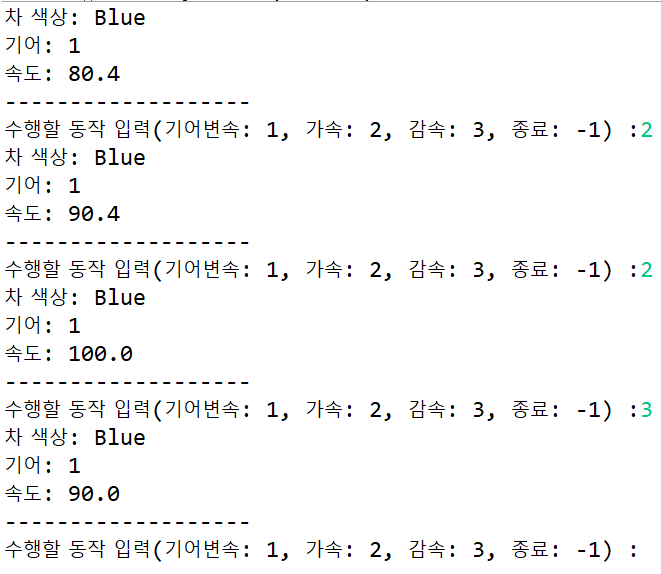 차 색상: Blue
기어: 1
속도: 80.4
-------------------
수행할 동작 입력(기어변속: 1, 가속: 2, 감속: 3, 종료: -1) :2
차 색상: Blue
기어: 1
속도: 90.4
-------------------
수행할 동작 입력(기어변속: 1, 가속: 2, 감속: 3, 종료: -1) :2
차 색상: Blue
기어: 1
속도: 100.0
-------------------
수행할 동작 입력(기어변속: 1, 가속: 2, 감속: 3, 종료: -1) :3
차 색상: Blue
기어: 1
속도: 90.0
-------------------
수행할 동작 입력(기어변속: 1, 가속: 2, 감속: 3, 종료: -1) :